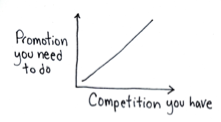 Promotion
you need
to do
Competition you have